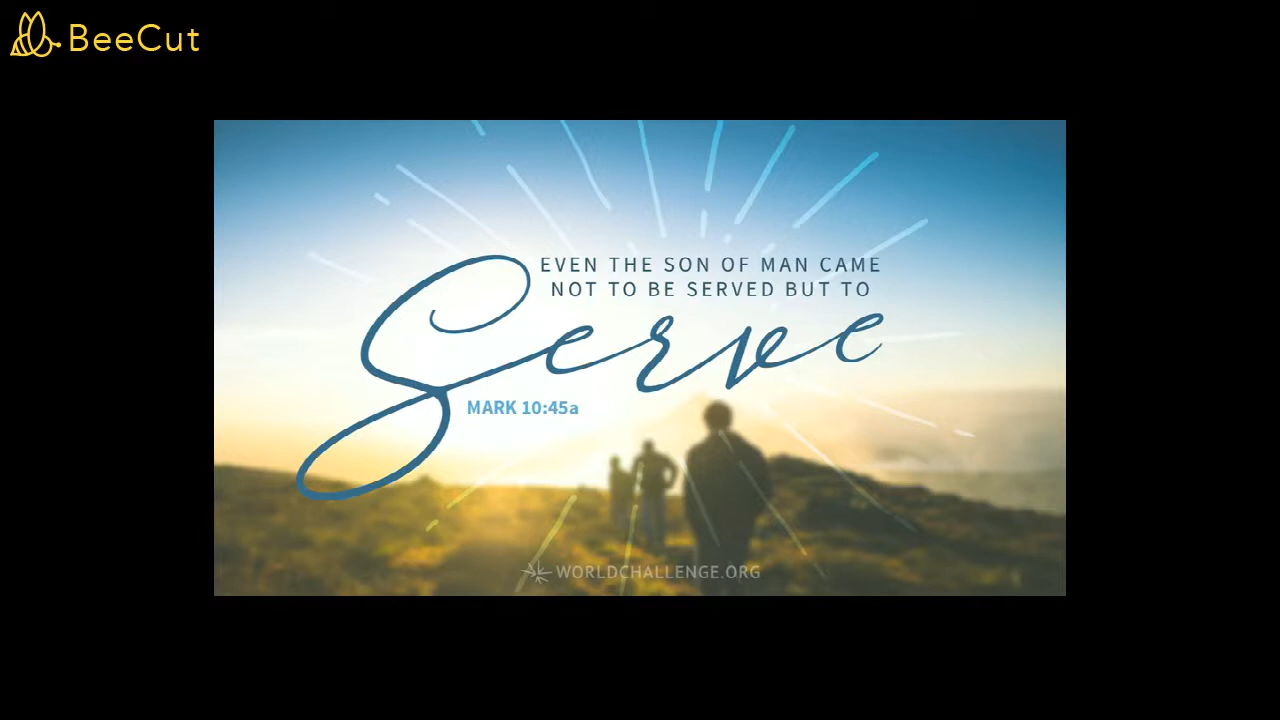 BeeCut
EVEN THE SON OF MAN CAME
NOT TO BE SERVED BUT TO
Serve
MARK 10:45a
WORLDCHALLENGE.ORG